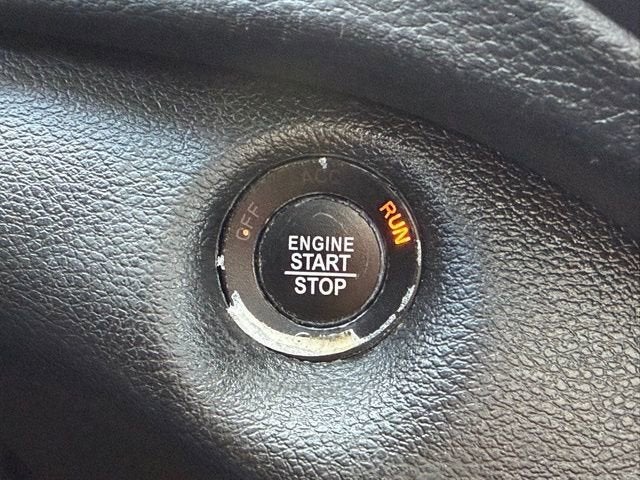 ACC
OFF
RUN
ENGINE
START
STOP